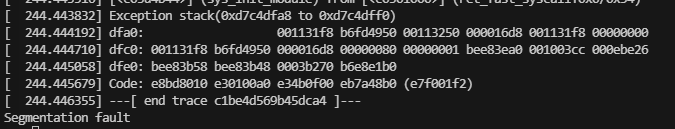 [  244.443832] Exception stack(0xd7c4dfa8 to 0xd7c4dff0)
[  244.444192] dfa0:                   001131f8 b6fd4950 00113250 000016d8 001131f8 00000000
[  244.444710] dfc0: 001131f8 b6fd4950 000016d8 00000080 00000001 bee83ea0 001003cc 000ebe26
[  244.445058] dfe0: bee83b58 bee83b48 0003b270 b6e8e1b0
[  244.445679] Code: e8bd8010 e30100a0 e34b0f00 eb7a48b0 (e7f001f2)
[  244.446355] ---[ end trace c1be4d569b45dca4 ]---
Segmentation fault